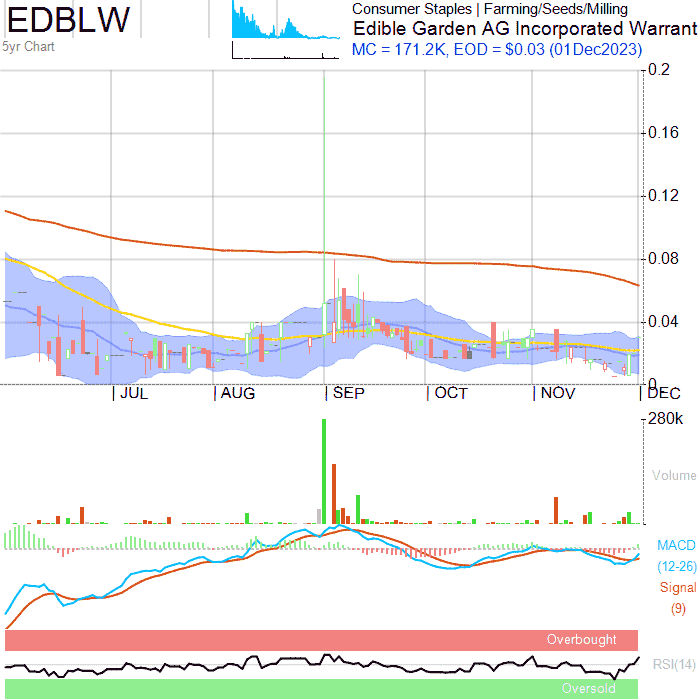 EDBLW
5yr Chart
Consumer Staples | Farming/Seeds/Milling
Edible Garden AG Incorporated Warrant
MC = 171.2K, EOD = $0.03 (01Dec2023)
0.2
0.16
0.12
0.08
0.04
0
JUL AUG SEP OCT NOV DEC
280k
Volume
MACD
(12-26)
Signal
(9)
Overbought
RSI(14)
Oversold